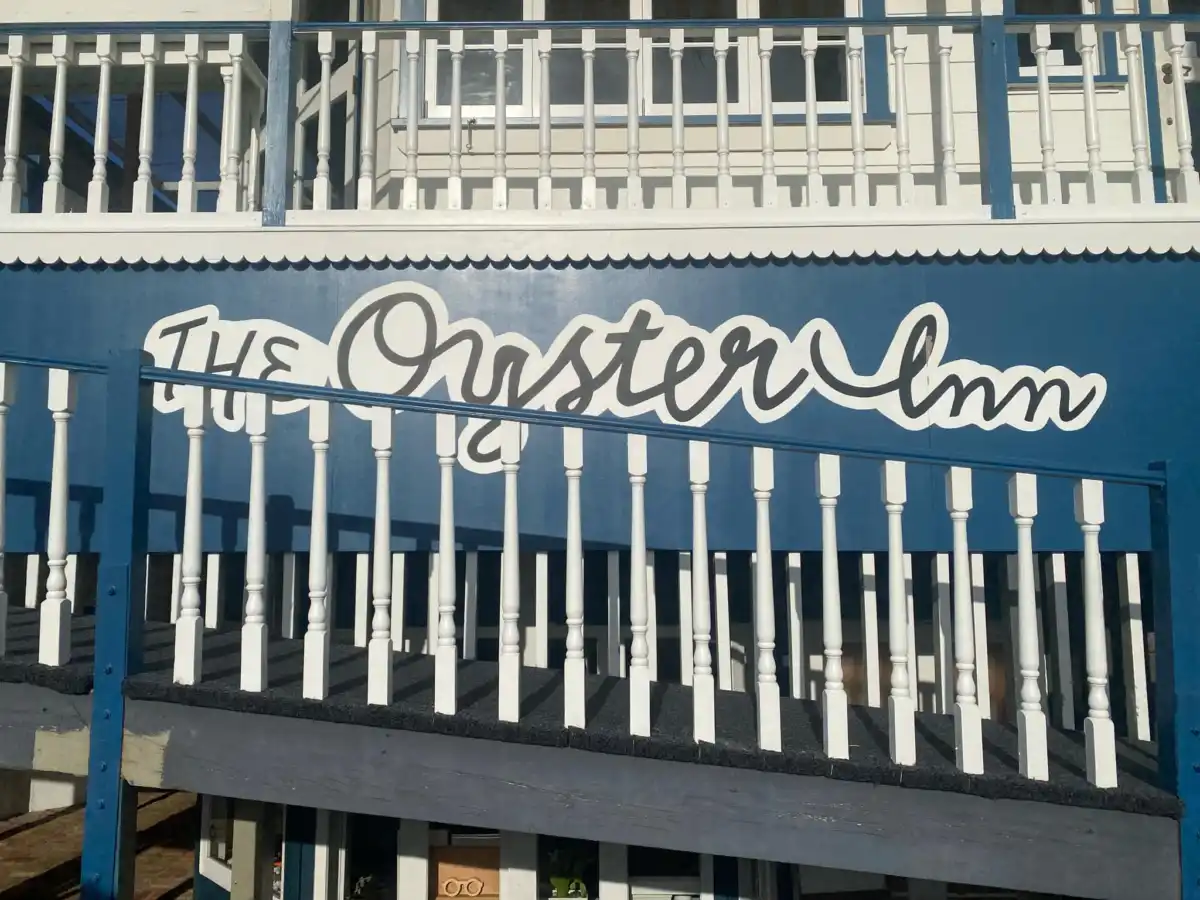 THE Oyster Inn